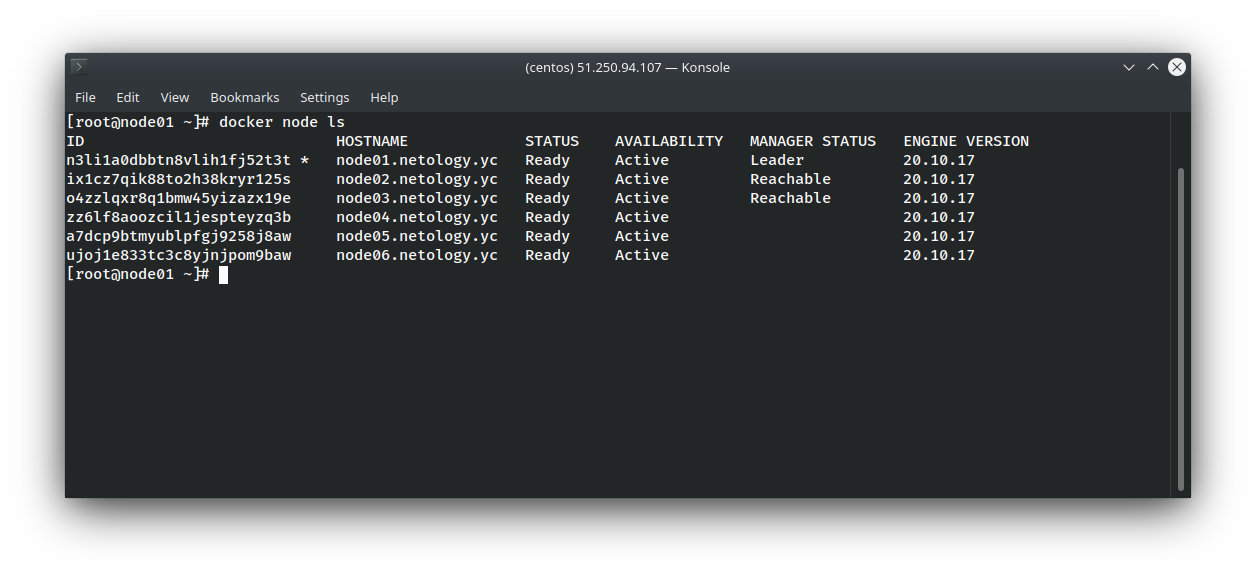 (centos) 51.250.94.107 — Konsole
File Edit View Bookmarks Settings Help
[root@node01 ~]# docker node ls
ID HOSTNAME STATUS AVAILABILITY MANAGER STATUS ENGINE VERSION
n3li1a0dbbtn8vlih1fj52t3t * node01.netology.yc Ready Active Leader 20.10.17
ix1cz7qik88to2h38kryr125s node02.netology.yc Ready Active Reachable 20.10.17
o4zzlqxr8q1bmw45yizazx19e node03.netology.yc Ready Active Reachable 20.10.17
zz6lf8aoozcil1jespteyzq3b node04.netology.yc Ready Active 20.10.17
a7dcp9btmyublpfgj9258j8aw node05.netology.yc Ready Active 20.10.17
ujoj1e833tc3c8yjnjpom9baw node06.netology.yc Ready Active 20.10.17
[root@node01 ~]#